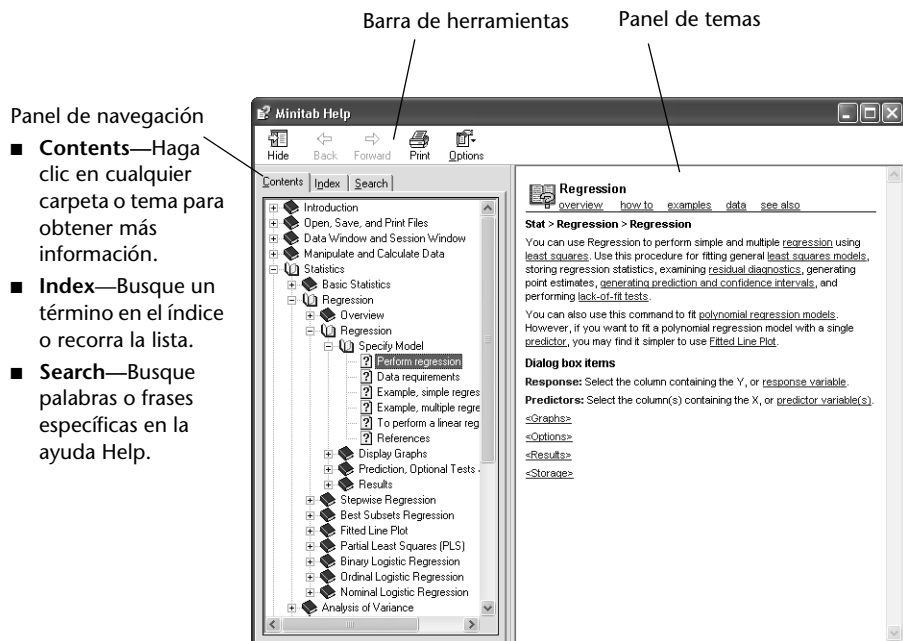 Barra de herramientas
Panel de temas
Panel de navegación
■ Contents—Haga
clic en cualquier
carpeta o tema para
obtener más
información.
■ Index—Busque un
término en el índice
o recorra la lista.
■ Search—Busque
palabras o frases
específicas en la
ayuda Help.
Minitab Help
Hide Back Forward Print Options
Contents Index Search
Introduction
Open, Save, and Print Files
Data Window and Session Window
Manipulate and Calculate Data
Statistics
Basic Statistics
Regression
Overview
Regression
Specify Model
Perform regression
Data requirements
Example, simple regres
Example, multiple regre
To perform a linear reg
References
Display Graphs
Prediction, Optional Tests
Results
Stepwise Regression
Best Subsets Regression
Fitted Line Plot
Partial Least Squares (PLS)
Binary Logistic Regression
Ordinal Logistic Regression
Nominal Logistic Regression
Analysis of Variance
Regression
overview how to examples data see also
Stat > Regression > Regression
You can use Regression to perform simple and multiple regression using
least squares. Use this procedure for fitting general least squares models,
storing regression statistics, examining residual diagnostics, generating
point estimates, generating prediction and confidence intervals, and
performing lack-of-fit tests.
You can also use this command to fit polynomial regression models.
However, if you want to fit a polynomial regression model with a single
predictor, you may find it simpler to use Fitted Line Plot.
Dialog box items
Response: Select the column containing the Y, or response variable.
Predictors: Select the column(s) containing the X, or predictor variable(s).
<Graphs>
<Options>
<Results>
<Storage>